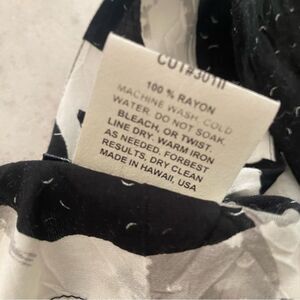 CUT#30111
100 % RAYON
MACHINE WASH, COLD
WATER. DO NOT SOAK,
BLEACH, OR TWIST.
LINE DRY. WARM IRON
AS NEEDED. FORBEST
RESULTS, DRY CLEAN
MADE IN HAWAII, USA